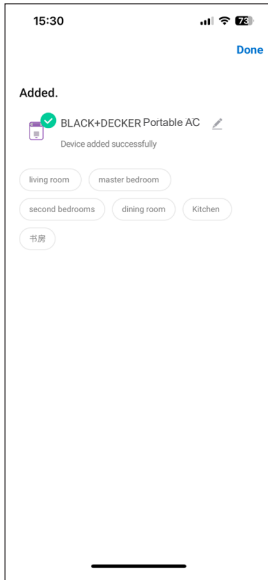 15:30
73
Done
Added.
BLACK+DECKER Portable AC
Device added successfully
living room
master bedroom
second bedrooms
dining room
Kitchen
书房